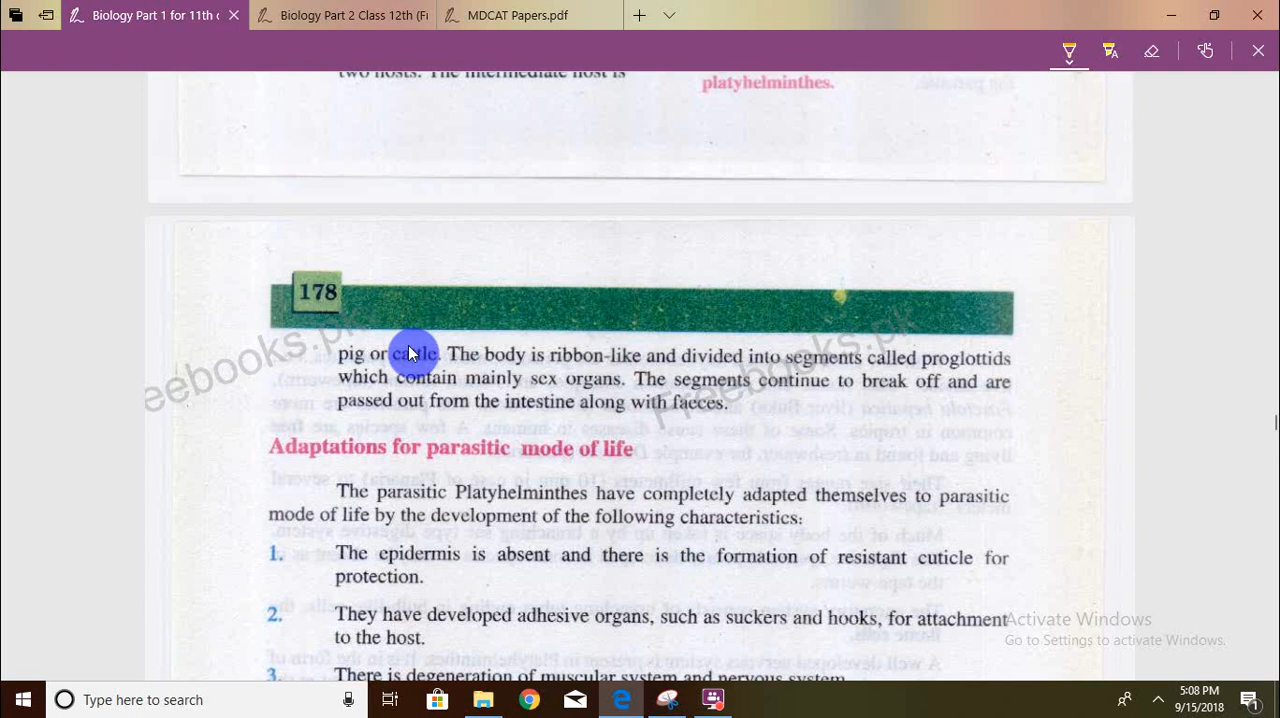 Biology Part 1 for 11th c
Biology Part 2 Class 12th (Fr
MDCAT Papers.pdf
two hosts. The intermediate host is
platyhelminthes.
178
pig or cattle. The body is ribbon-like and divided into segments called proglottids
which contain mainly sex organs. The segments continue to break off and are
passed out from the intestine along with faeces.
Adaptations for parasitic mode of life
The parasitic Platyhelminthes have completely adapted themselves to parasitic
mode of life by the development of the following characteristics:
1. The epidermis is absent and there is the formation of resistant cuticle for
protection.
2. They have developed adhesive organs, such as suckers and hooks, for attachment
to the host.
3. There is degeneration of muscular system and nervous system
reebooks.pk
Freebooks.pk
Activate Windows
Go to Settings to activate Windows.
Type here to search
5:08 PM
9/15/2018
1